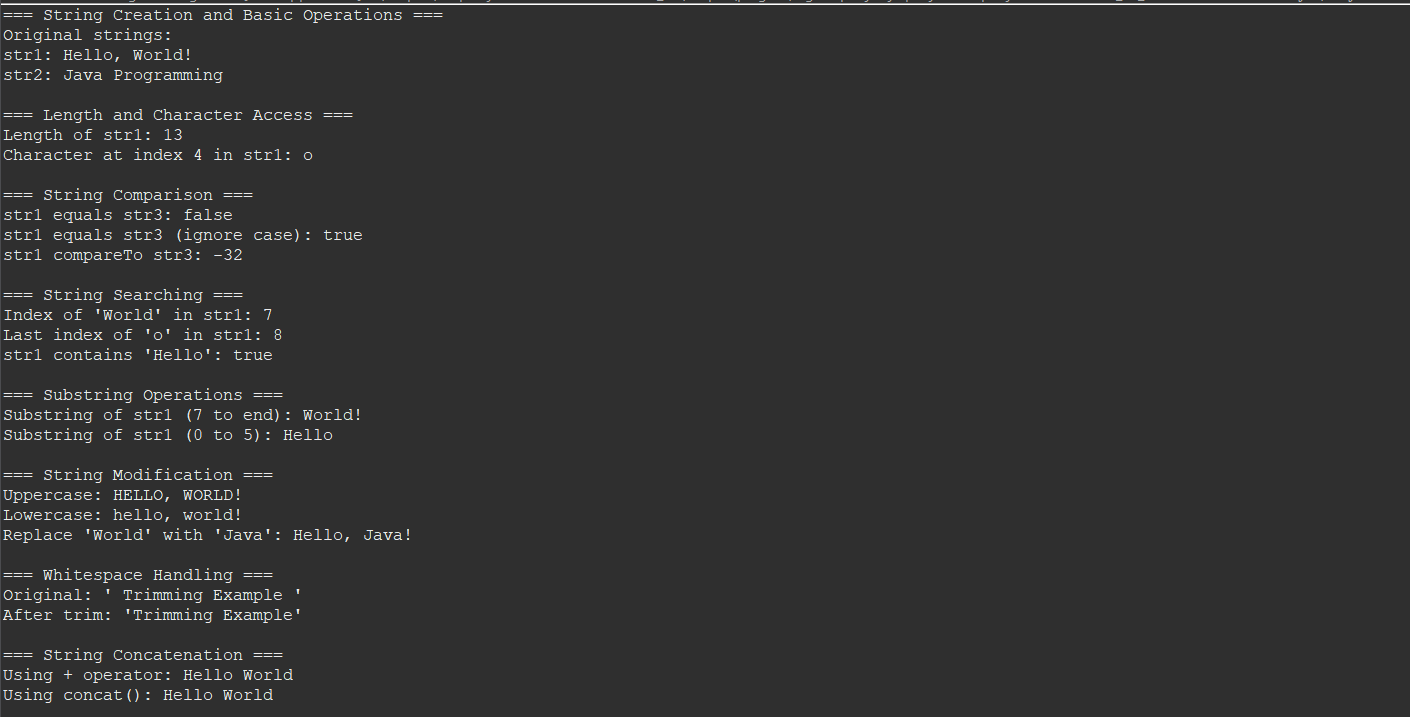 === String Creation and Basic Operations ===
Original strings:
str1: Hello, World!
str2: Java Programming
=== Length and Character Access ===
Length of str1: 13
Character at index 4 in str1: o
=== String Comparison ===
str1 equals str3: false
str1 equals str3 (ignore case): true
str1 compareTo str3: -32
=== String Searching ===
Index of 'World' in str1: 7
Last index of 'o' in str1: 8
str1 contains 'Hello': true
=== Substring Operations ===
Substring of str1 (7 to end): World!
Substring of str1 (0 to 5): Hello
=== String Modification ===
Uppercase: HELLO, WORLD!
Lowercase: hello, world!
Replace 'World' with 'Java': Hello, Java!
=== Whitespace Handling ===
Original: ' Trimming Example '
After trim: 'Trimming Example'
=== String Concatenation ===
Using + operator: Hello World
Using concat(): Hello World